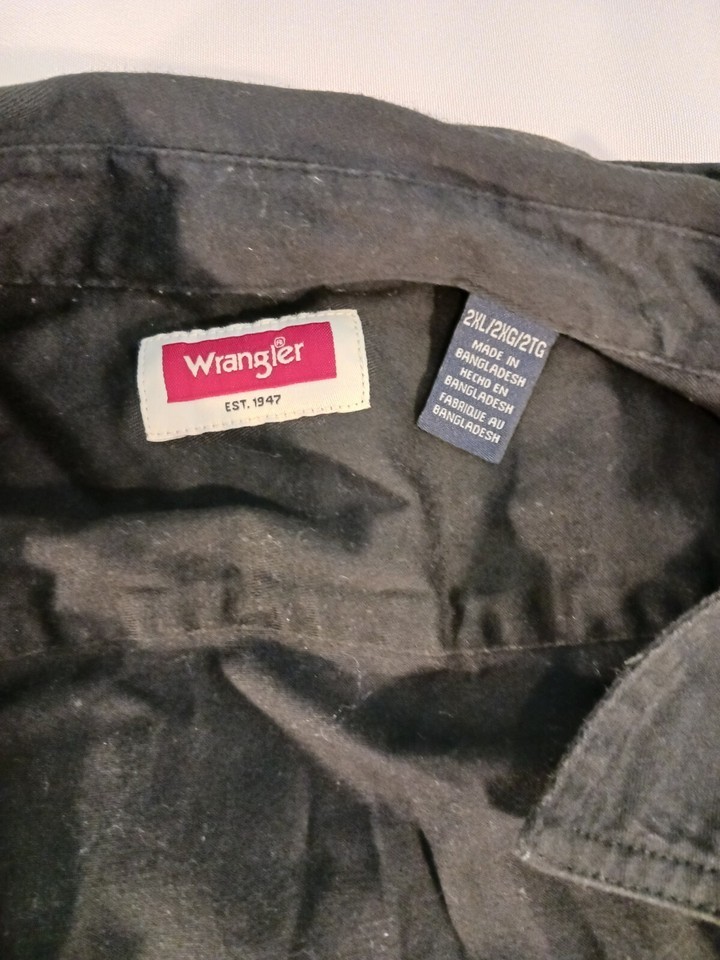 Wrangler
EST. 1947
2XL/2XG/2TG
MADE IN
BANGLADESH
HECHO EN
BANGLADESH
FABRIQUE AU
BANGLADESH